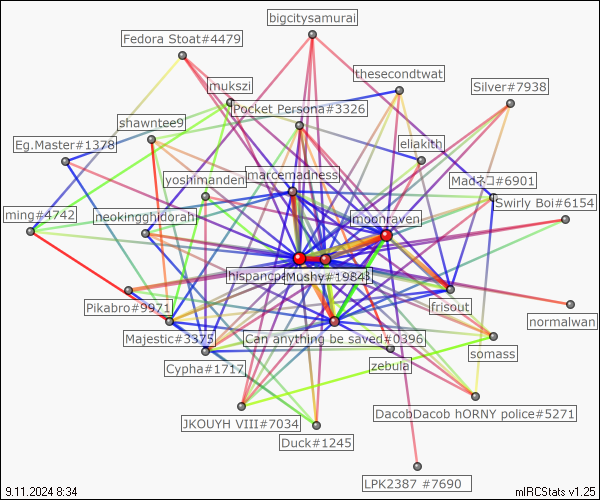 bigcitysamurai
Fedora Stoat#4479
thesecondtwat
mukszi
Silver#7938
Pocket Persona#3326
shawntee9
Eg.Master#1378
eliakith
marcemadness
yoshimanden
Madネコ#6901
Swirly Boi#6154
ming#4742
neokingghidorah
imoonraven
Mushy#1984
Pikabro#9971
frisout
normalwan
Majestic#3375
Can anything be saved#0396
somass
Cypha#1717
zebula
DacobDacob hORNY police#5271
JKOUYH VIII#7034
Duck#1245
LPK2387 #7690
9.11.2024 8:34
mIRCStats v1.25